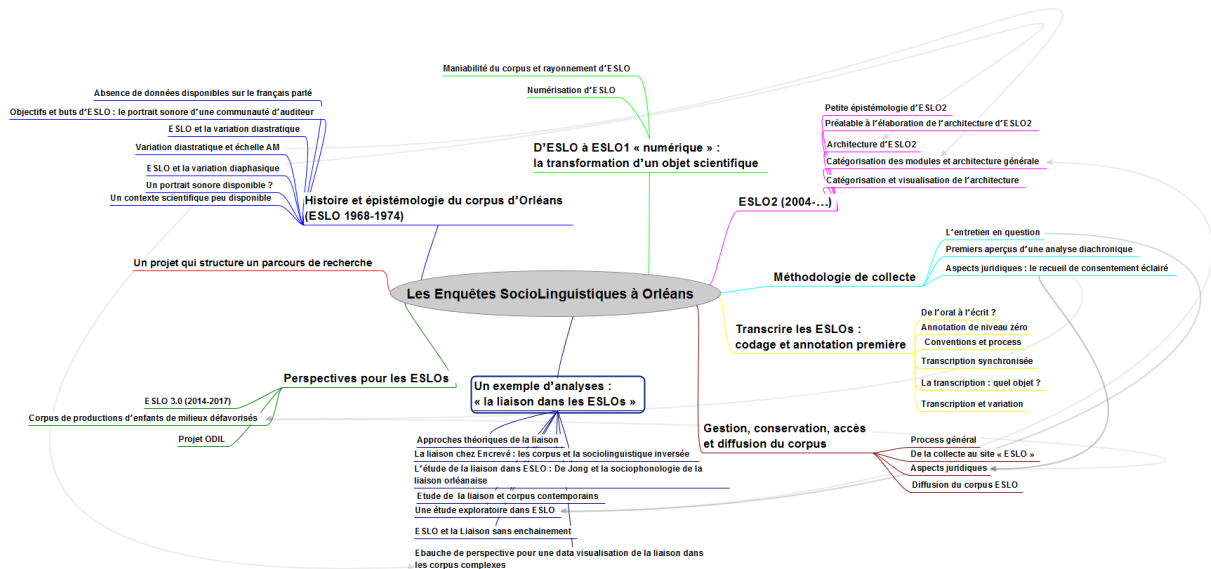 Les Enquêtes SocioLinguistiques à Orléans
Un projet qui structure un parcours de recherche
Histoire et épistémologie du corpus d'Orléans
(ESLO 1968-1974)
Absence de données disponibles sur le français parlé
Objectifs et buts d'ESLO : le portrait sonore d'une communauté d'auditeur
ESLO et la variation diastratique
Variation diastratique et échelle AM
ESLO et la variation diaphasique
Un portrait sonore disponible ?
Un contexte scientifique peu disponible
D'ESLO à ESLO1 « numérique » :
la transformation d'un objet scientifique
Maniabilité du corpus et rayonnement d'ESLO
Numérisation d'ESLO
ESLO2 (2004-...)
Petite épistémologie d'ESLO2
Préalable à l'élaboration de l'architecture d'ESLO2
Architecture d'ESLO2
Catégorisation des modules et architecture générale
Catégorisation et visualisation de l'architecture
Méthodologie de collecte
L'entretien en question
Premiers aperçus d'une analyse diachronique
Aspects juridiques : le recueil de consentement éclairé
Transcrire les ESLOs :
codage et annotation première
De l'oral à l'écrit ?
Annotation de niveau zéro
Conventions et process
Transcription synchronisée
La transcription : quel objet ?
Transcription et variation
Gestion, conservation, accès
et diffusion du corpus
Process général
De la collecte au site « ESLO »
Aspects juridiques
Diffusion du corpus ESLO
Un exemple d'analyses :
« la liaison dans les ESLOs »
Approches théoriques de la liaison
La liaison chez Encrevé : les corpus et la sociolinguistique inversée
L'étude de la liaison dans ESLO : De Jong et la sociophonologie de la
liaison orléanaise
Etude de la liaison et corpus contemporains
Une étude exploratoire dans ESLO
ESLO et la Liaison sans enchainement
Ebauche de perspective pour une data visualisation de la liaison dans
les corpus complexes
Perspectives pour les ESLOs
ESLO 3.0 (2014-2017)
Corpus de productions d'enfants de milieux défavorisés
Projet ODIL